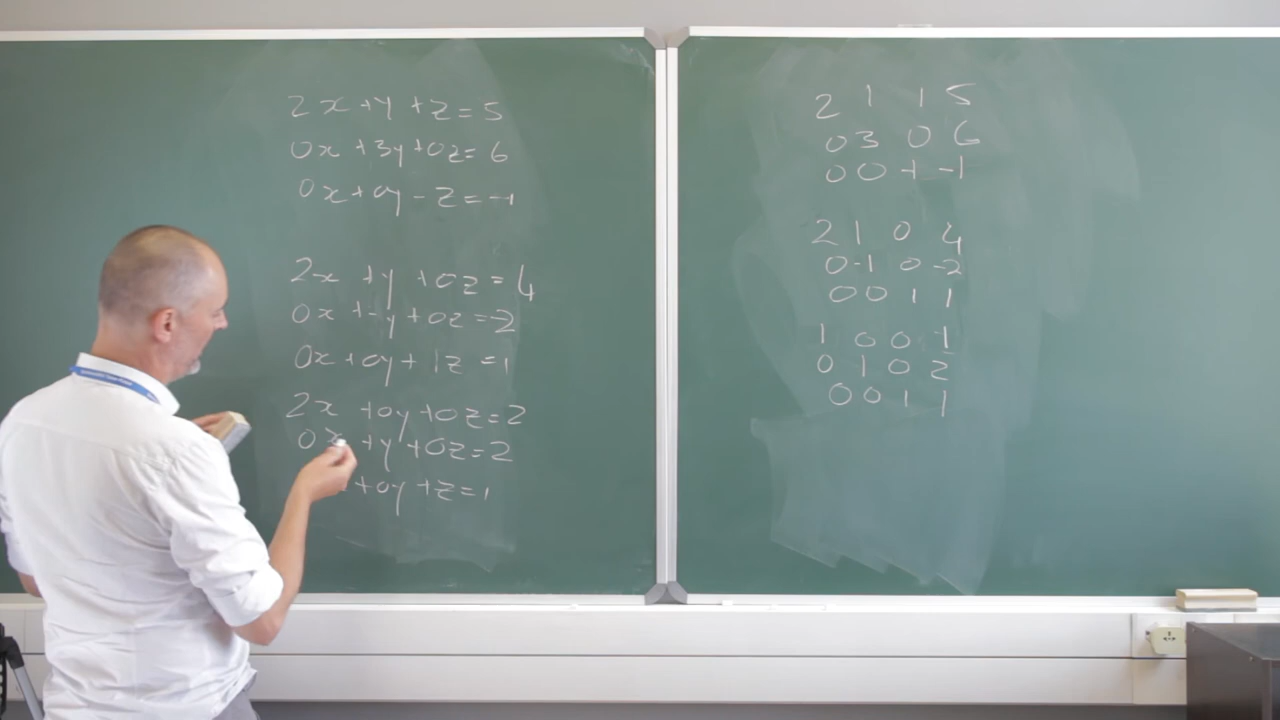 2x +y +z=5
0x +3y+0z=6
0x+0y-z=-1
2x +y +0z=4
0x +-y+0z=-2
0x+0y+1z=1
2x +0y+0z=2
0x +y+0z=2
+0y+z=1
2 1 1 5
0 3 0 6
0 0 -1 -1
2 1 0 4
0 -1 0 -2
0 0 1 1
1 0 0 1
0 1 0 2
0 0 1 1